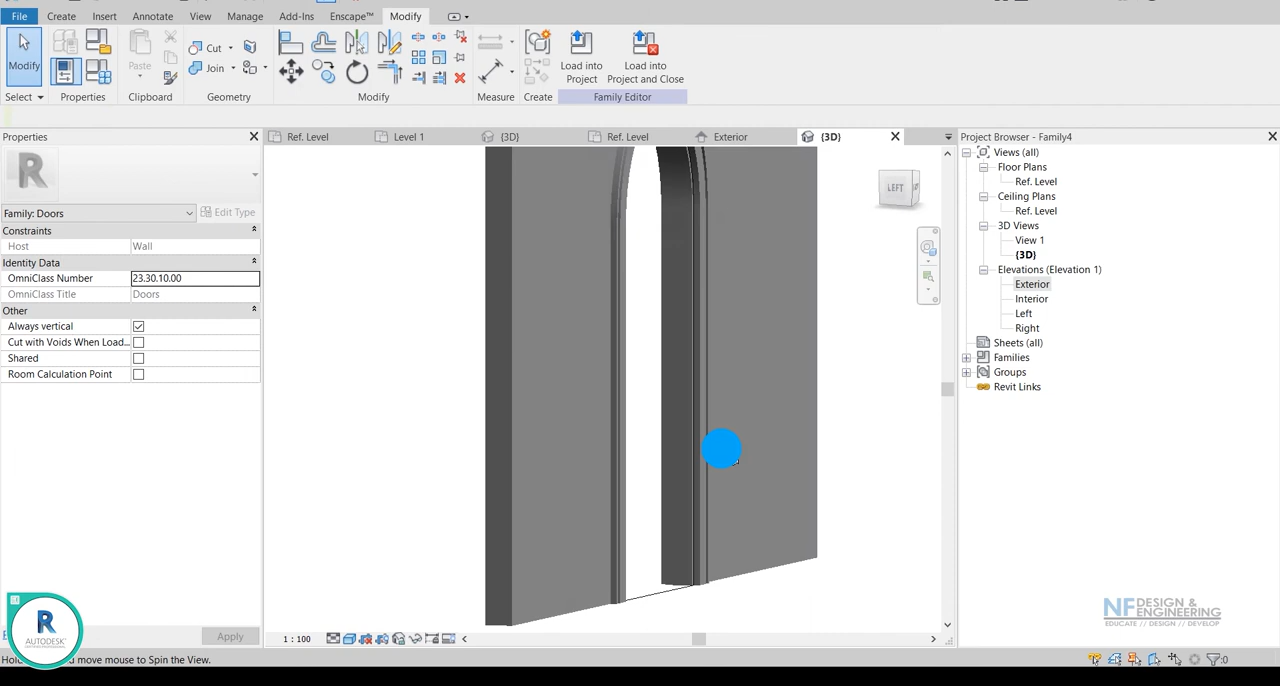 File Create Insert Annotate View Manage Add-Ins Enscape™ Modify
Modify
Paste
Cut
Join
Load into
Project
Load into
Project and Close
Select Properties Clipboard Geometry Modify Measure Create Family Editor
Properties
Ref. Level Level 1 {3D} Ref. Level Exterior {3D}
Project Browser - Family4
Family: Doors
Edit Type
Constraints
Host Wall
Identity Data
OmniClass Number 23.30.10.00
OmniClass Title Doors
Other
Always vertical
Cut with Voids When Load...
Shared
Room Calculation Point
Apply
LEFT
Views (all)
Floor Plans
Ref. Level
Ceiling Plans
Ref. Level
3D Views
View 1
{3D}
Elevations (Elevation 1)
Exterior
Interior
Left
Right
Sheets (all)
Families
Groups
Revit Links
1 : 100
R
AUTODESK
NF DESIGN &
ENGINEERING
EDUCATE // DESIGN // DEVELOP
Hol
d move mouse to Spin the View.
:0